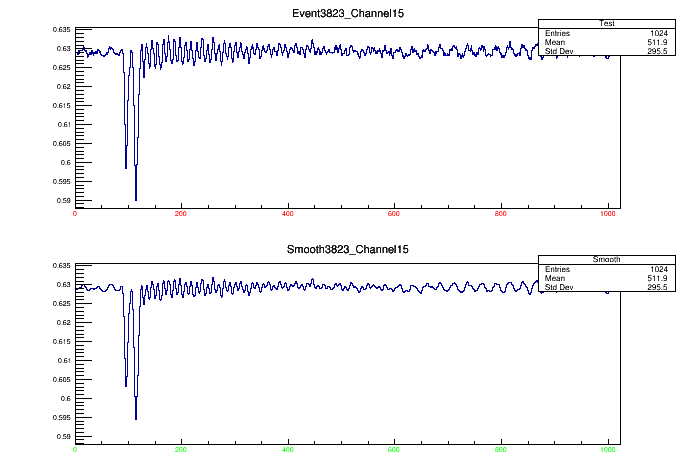 Event3823_Channel15
Test
Entries 1024
Mean 511.9
Std Dev 295.5
0.635
0.63
0.625
0.62
0.615
0.61
0.605
0.6
0.595
0.59
0 200 400 600 800 1000
Smooth3823_Channel15
Smooth
Entries 1024
Mean 511.9
Std Dev 295.5
0.635
0.63
0.625
0.62
0.615
0.61
0.605
0.6
0.595
0.59
0 200 400 600 800 1000